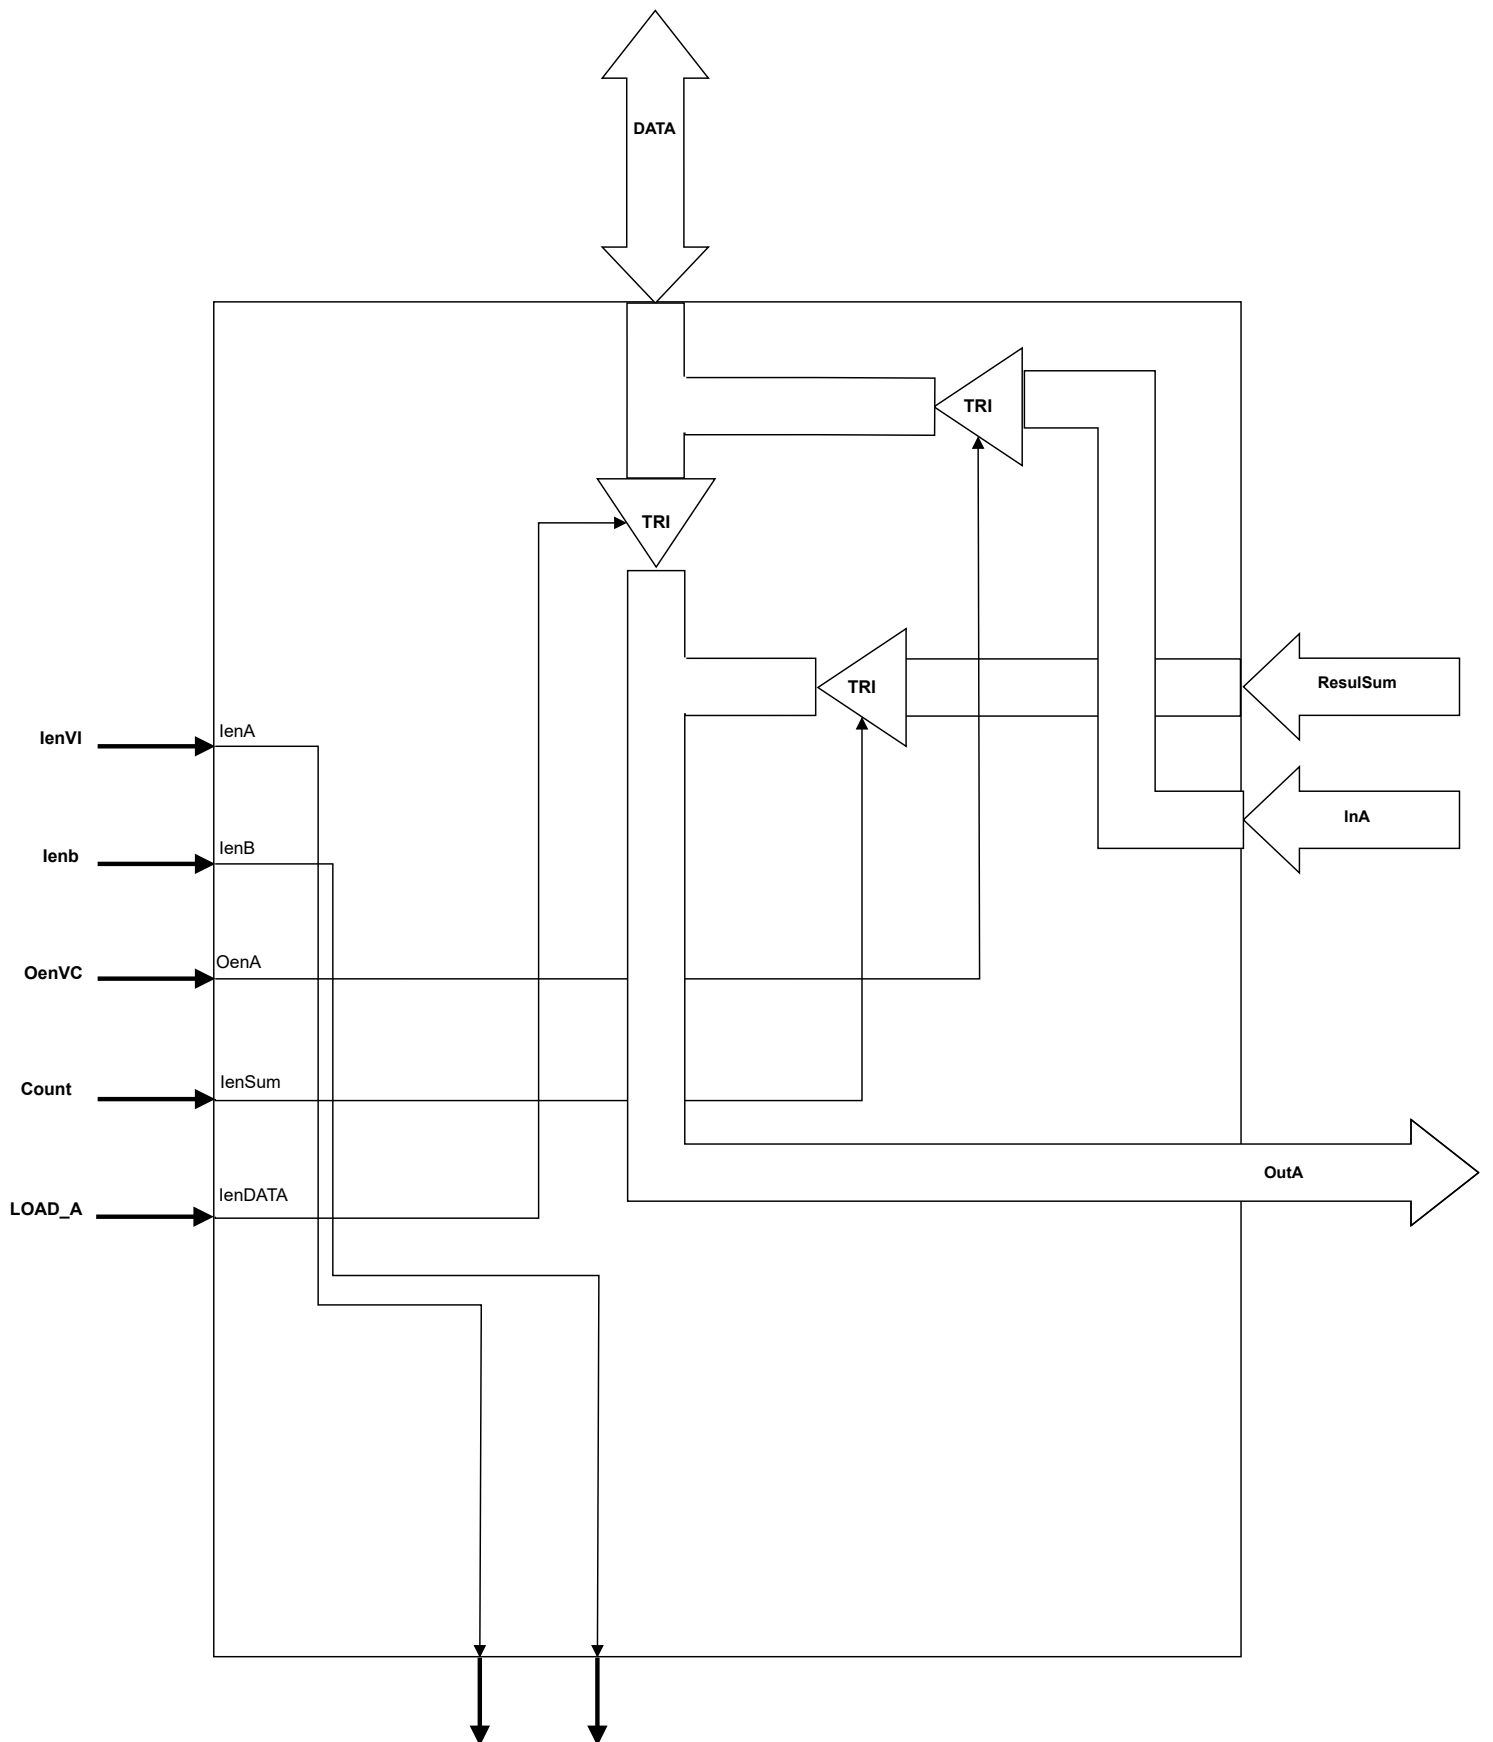 DATA
TRI
TRI
TRI
ResulSum
IenVI
IenA
InA
Ienb
IenB
OenVC
OenA
Count
IenSum
OutA
LOAD_A
IenDATA